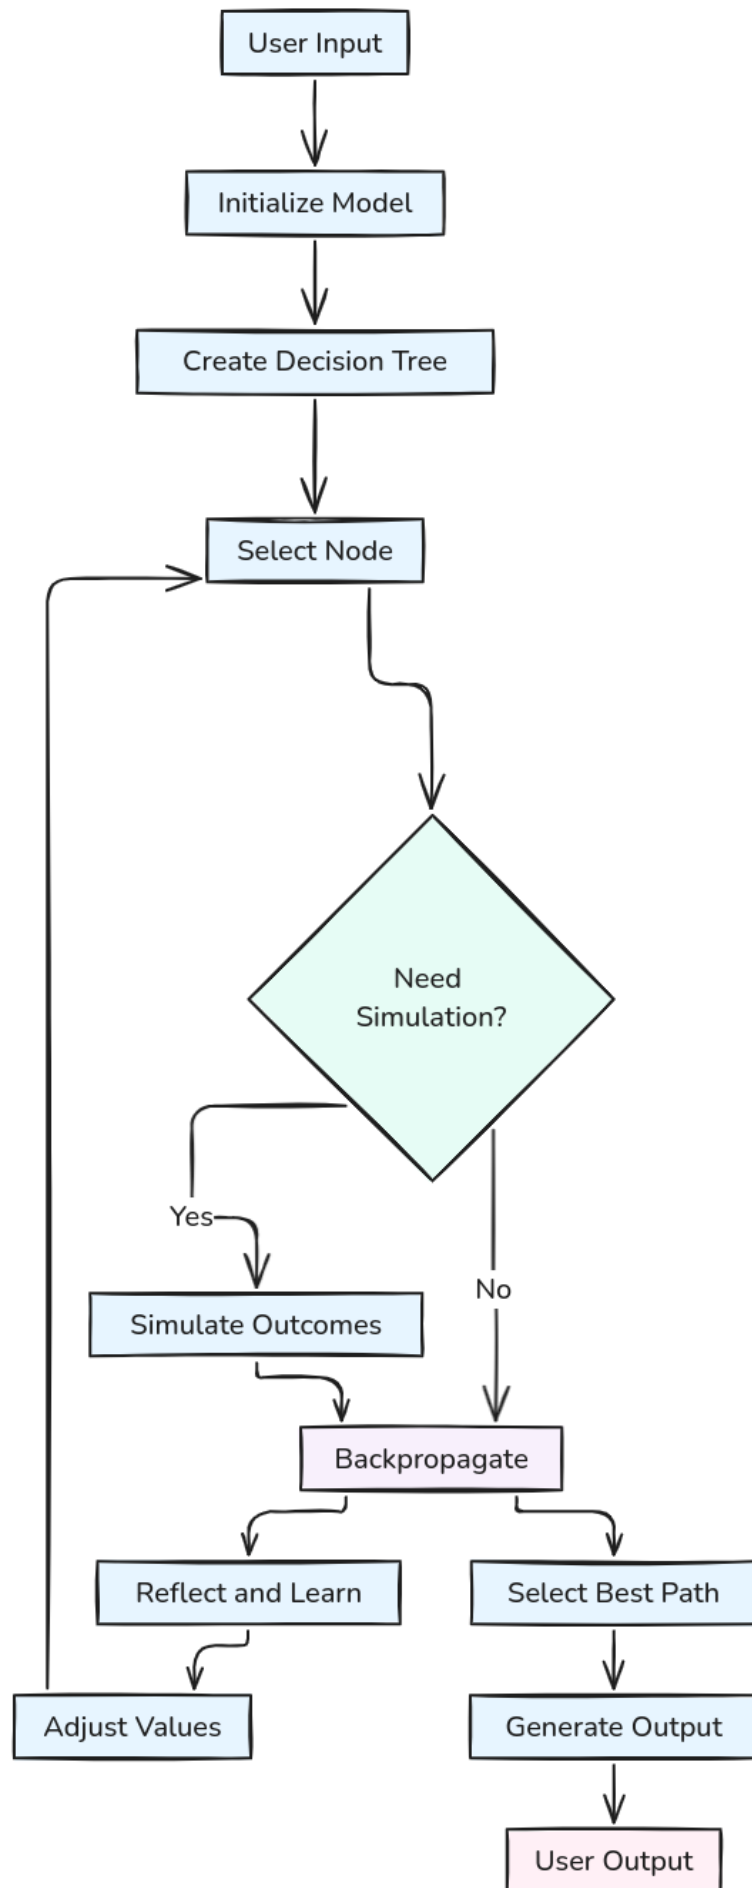 User Input
Initialize Model
Create Decision Tree
Select Node
Need
Simulation?
Yes
No
Simulate Outcomes
Backpropagate
Reflect and Learn
Select Best Path
Adjust Values
Generate Output
User Output